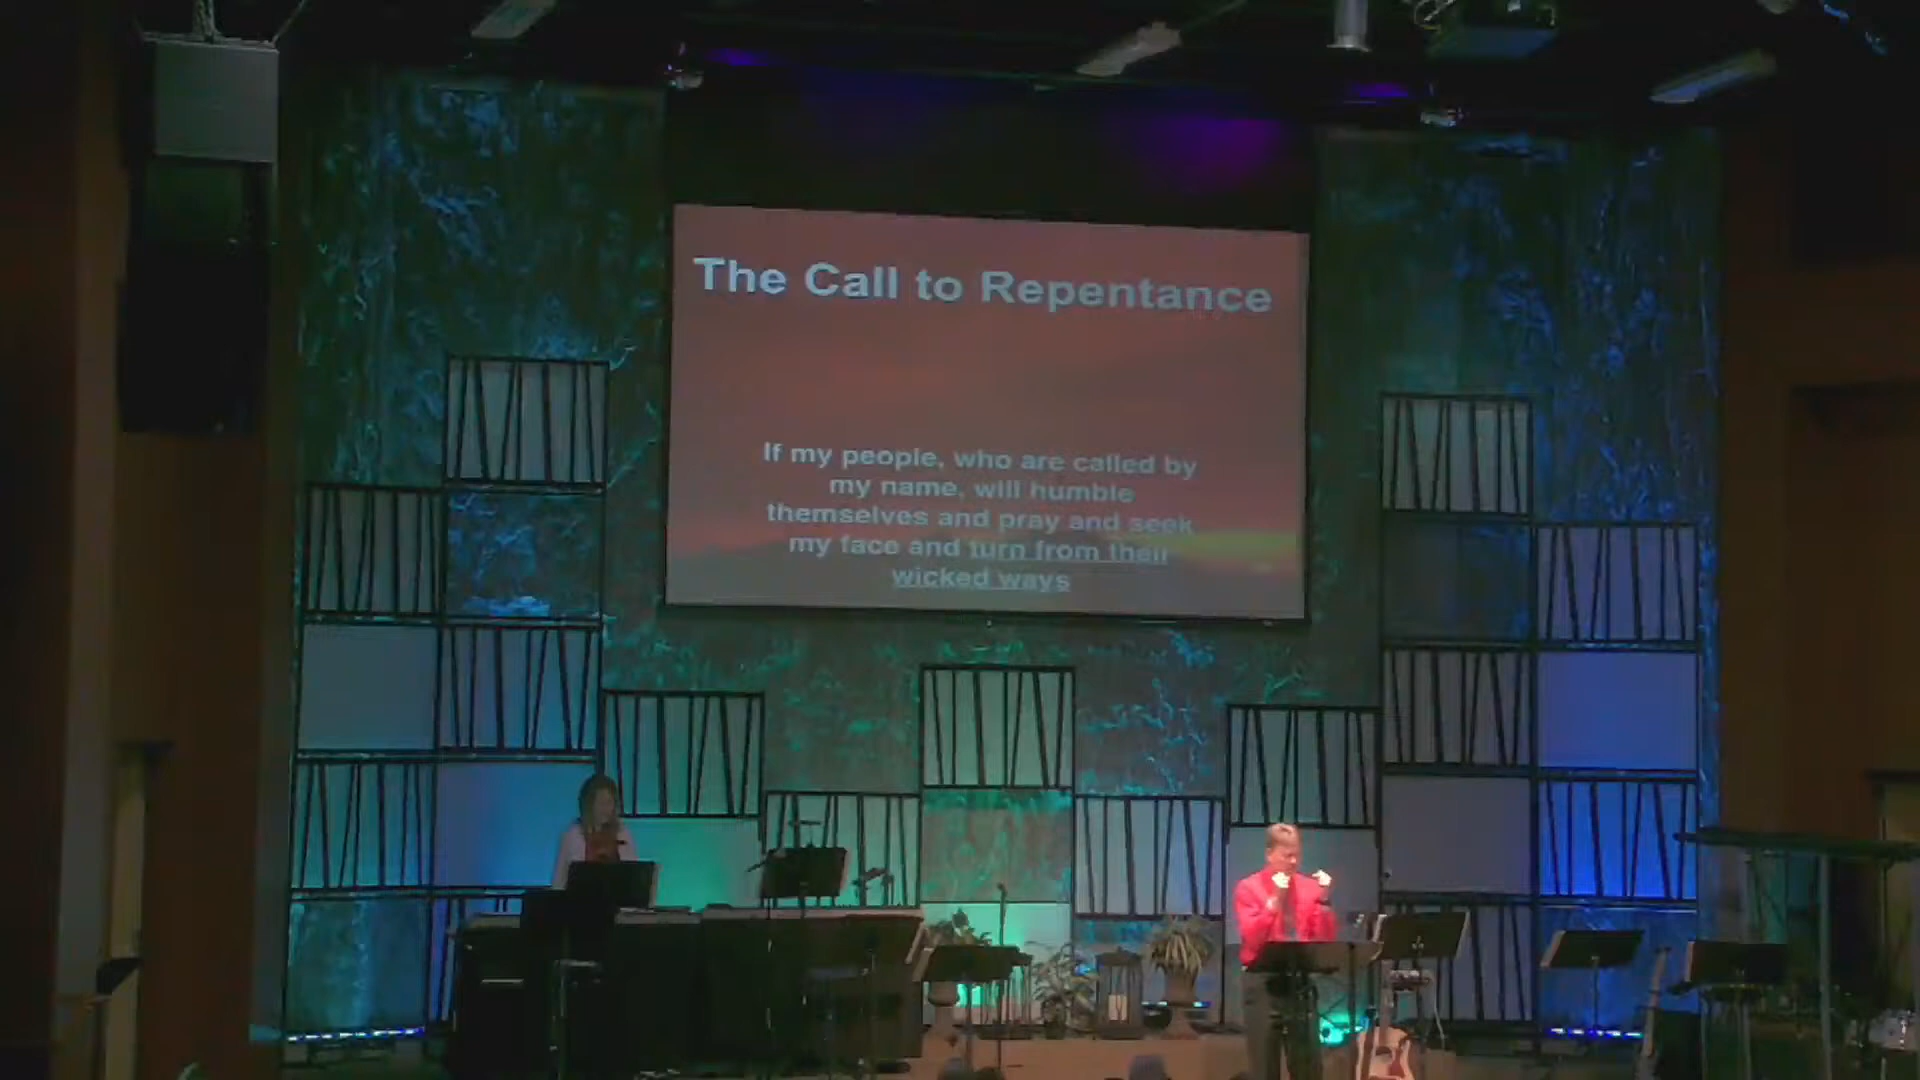 The Call to Repentance
If my people, who are called by
my name, will humble
themselves and pray and seek
my face and turn from their
wicked ways